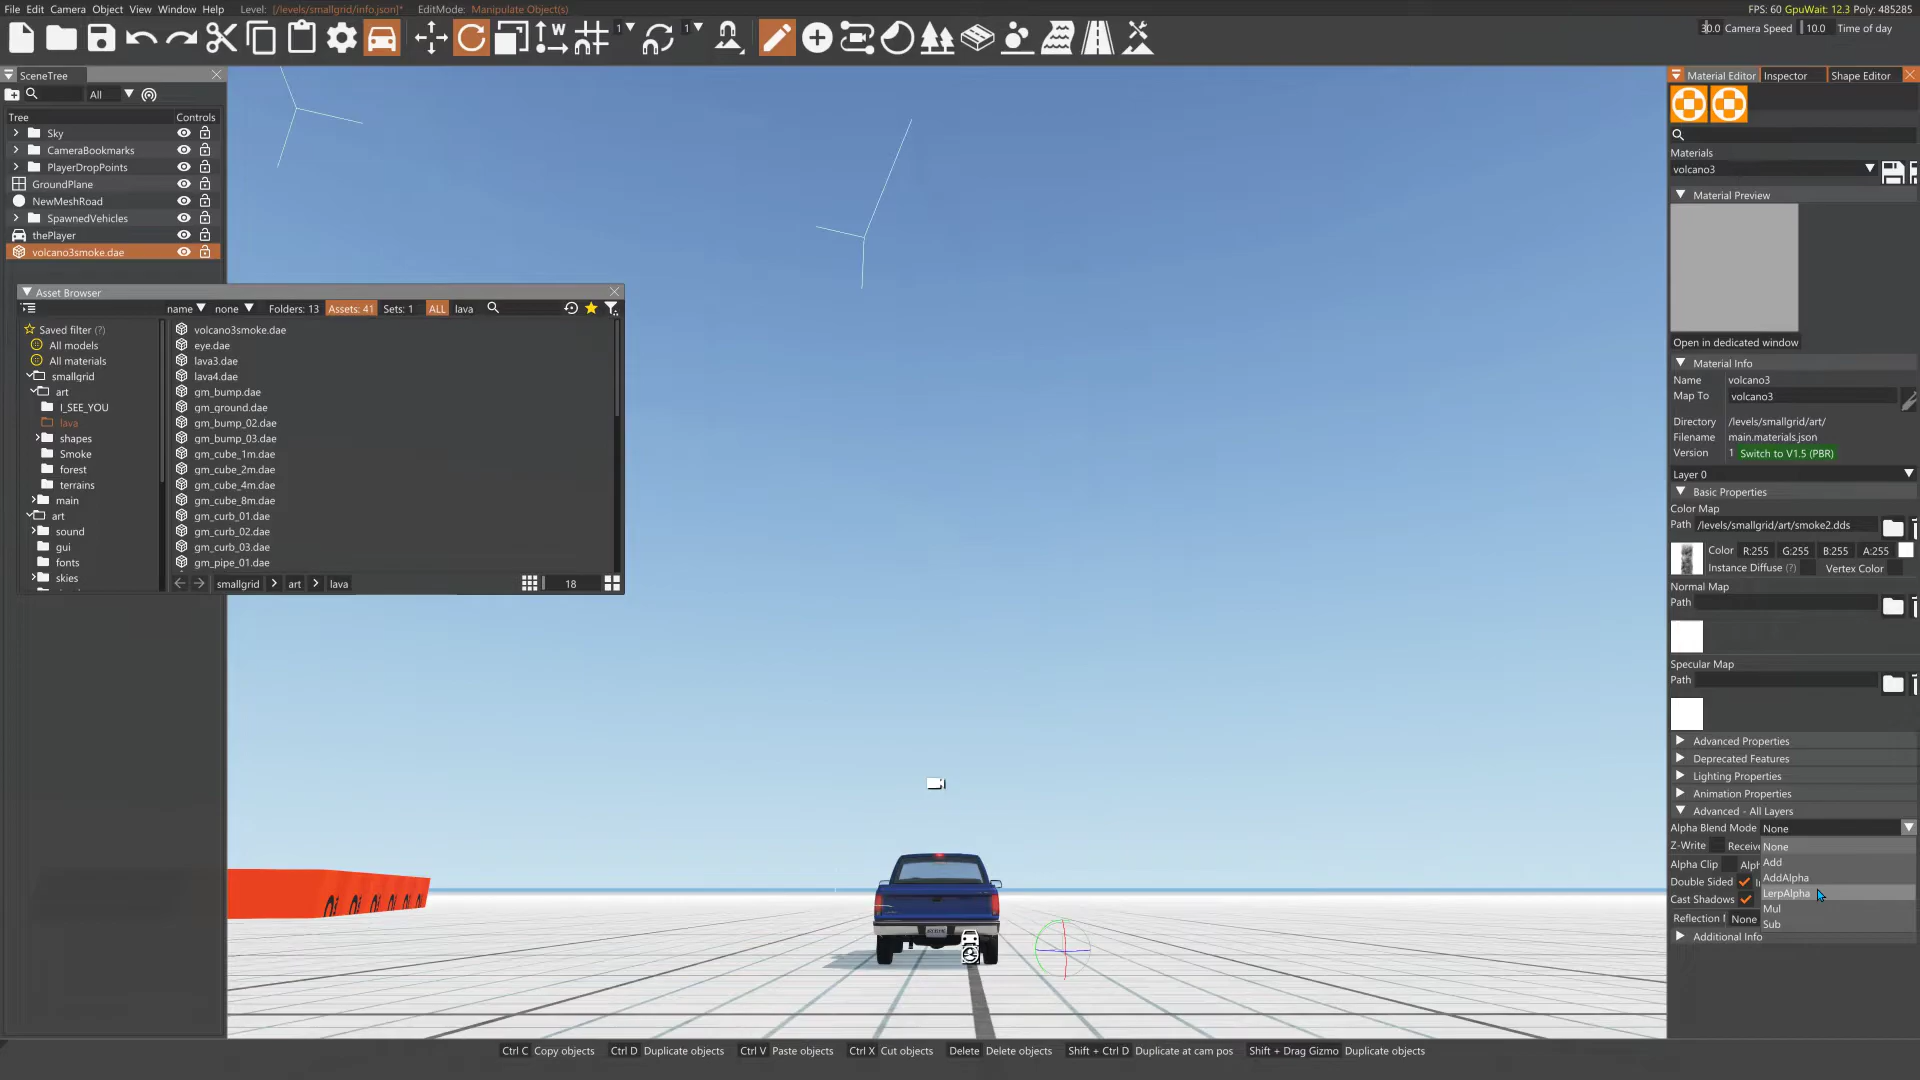 File Edit Camera Object View Window Help Level: [/levels/smallgrid/info.json]* EditMode: Manipulate Object(s)
FPS: 60 GpuWait: 12.3 Poly: 485285
30.0 Camera Speed 10.0 Time of day
W 1 1
SceneTree
All
Tree Controls
Sky
CameraBookmarks
PlayerDropPoints
GroundPlane
NewMeshRoad
SpawnedVehicles
thePlayer
volcano3smoke.dae
Asset Browser
name none Folders: 13 Assets: 41 Sets: 1 ALL lava
Saved filter (?)
All models
All materials
smallgrid
art
I_SEE_YOU
lava
shapes
Smoke
forest
terrains
main
art
sound
gui
fonts
skies
volcano3smoke.dae
eye.dae
lava3.dae
lava4.dae
gm_bump.dae
gm_ground.dae
gm_bump_02.dae
gm_bump_03.dae
gm_cube_1m.dae
gm_cube_2m.dae
gm_cube_4m.dae
gm_cube_8m.dae
gm_curb_01.dae
gm_curb_02.dae
gm_curb_03.dae
gm_pipe_01.dae
smallgrid > art > lava
18
Material Editor Inspector Shape Editor
Materials
volcano3
Material Preview
Open in dedicated window
Material Info
Name volcano3
Map To volcano3
Directory /levels/smallgrid/art/
Filename main.materials.json
Version 1 Switch to V1.5 (PBR)
Layer 0
Basic Properties
Color Map
Path /levels/smallgrid/art/smoke2.dds
Color R:255 G:255 B:255 A:255
Instance Diffuse (?) Vertex Color
Normal Map
Path
Specular Map
Path
Advanced Properties
Deprecated Features
Lighting Properties
Animation Properties
Advanced - All Layers
Alpha Blend Mode None
Z-Write
None
Add
Alpha Clip
AddAlpha
Double Sided
LerpAlpha
Cast Shadows
Mul
Reflection None
Sub
Additional Info
Ctrl C Copy objects Ctrl D Duplicate objects Ctrl V Paste objects Ctrl X Cut objects Delete Delete objects Shift + Ctrl D Duplicate at cam pos Shift + Drag Gizmo Duplicate objects